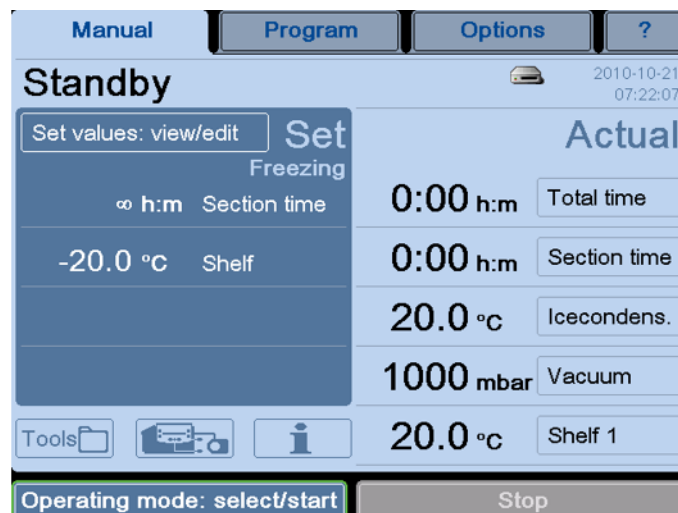 Manual Program Options ?
Standby 2010-10-21
07:22:07
Set values: view/edit Set Actual
Freezing
∞ h:m Section time 0:00 h:m Total time
-20.0 °C Shelf 0:00 h:m Section time
20.0 °C Icecondens.
1000 mbar Vacuum
Tools i 20.0 °C Shelf 1
Operating mode: select/start Stop